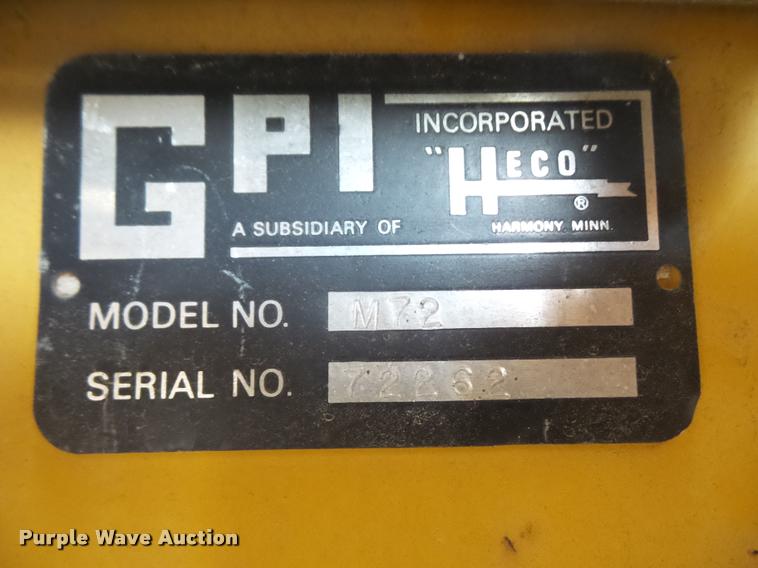 GPI
INCORPORATED
"HECO"
®
A SUBSIDIARY OF
HARMONY, MINN.
MODEL NO. M72
SERIAL NO. 72262
Purple Wave Auction